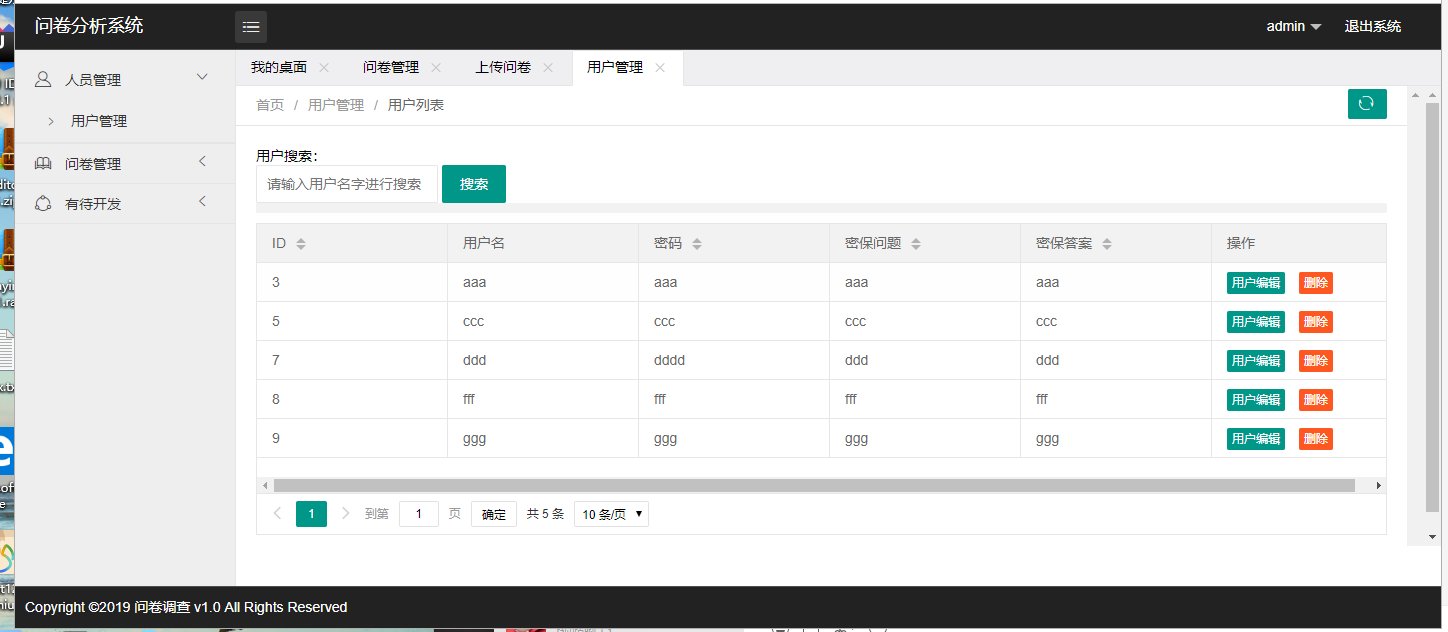 问卷分析系统
admin 退出系统
人员管理
用户管理
问卷管理
有待开发
我的桌面 问卷管理 上传问卷 用户管理
首页 / 用户管理 / 用户列表
用户搜索：
请输入用户名字进行搜索 搜索
ID 用户名 密码 密保问题 密保答案 操作
3 aaa aaa aaa aaa 用户编辑 删除
5 ccc ccc ccc ccc 用户编辑 删除
7 ddd dddd ddd ddd 用户编辑 删除
8 fff fff fff fff 用户编辑 删除
9 ggg ggg ggg ggg 用户编辑 删除
1 到第 1 页 确定 共 5 条 10 条/页
Copyright ©2019 问卷调查 v1.0 All Rights Reserved